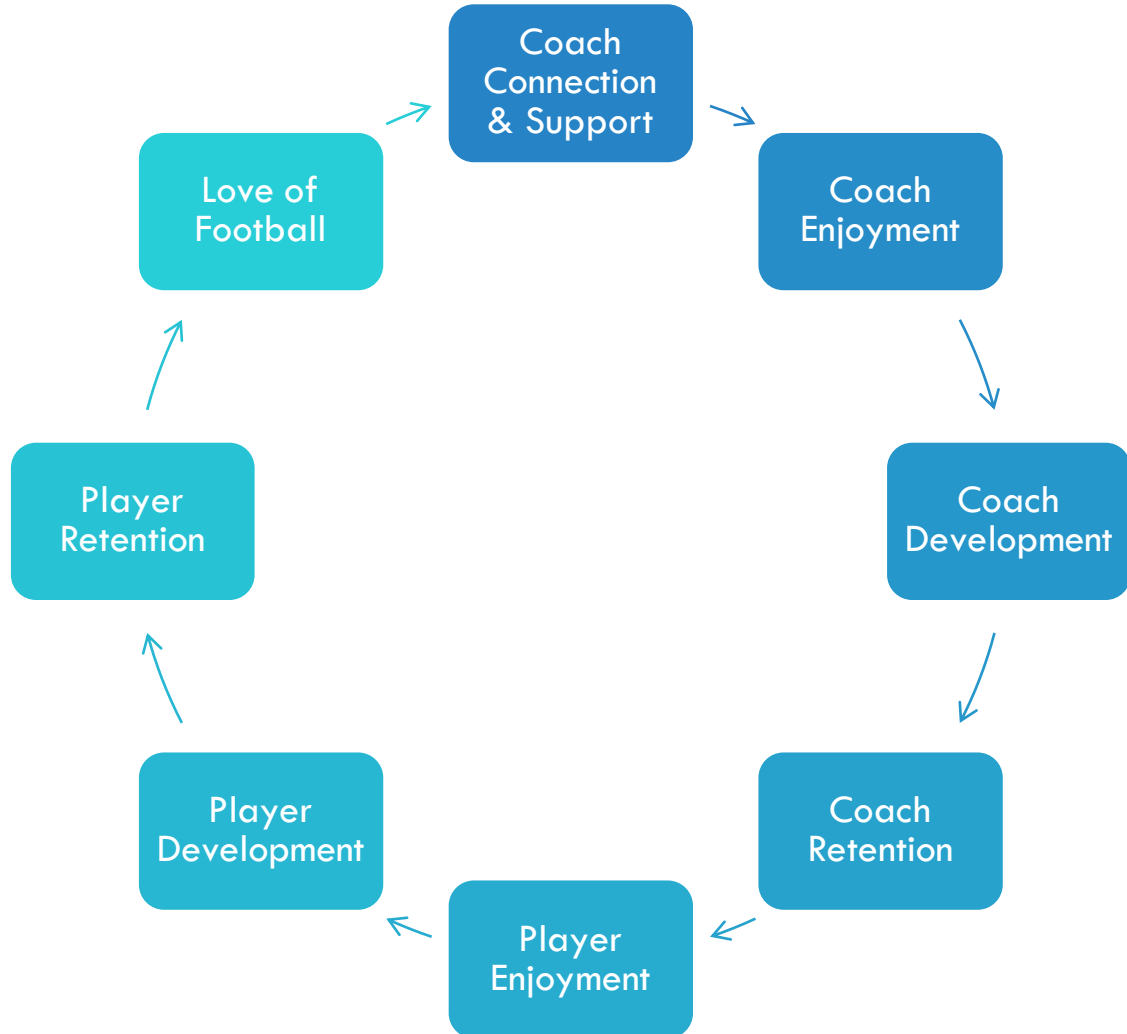 Coach
Connection
& Support
Coach
Enjoyment
Coach
Development
Coach
Retention
Player
Enjoyment
Player
Development
Player
Retention
Love of
Football